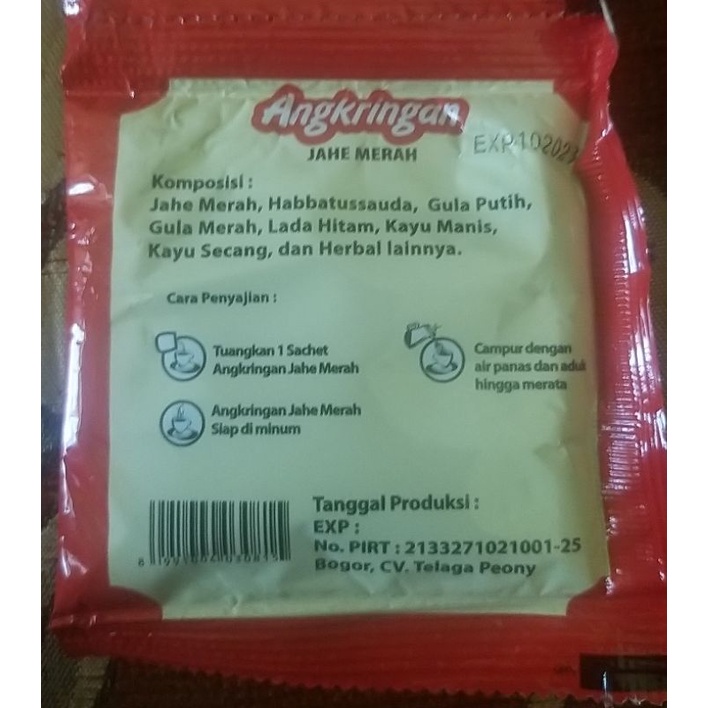 Angkringan
JAHE MERAH
EXP 102023
Komposisi :
Jahe Merah, Habbatussauda, Gula Putih,
Gula Merah, Lada Hitam, Kayu Manis,
Kayu Secang, dan Herbal lainnya.
Cara Penyajian :
Tuangkan 1 Sachet
Angkringan Jahe Merah
Campur dengan
air panas dan aduk
hingga merata
Angkringan Jahe Merah
Siap di minum
Tanggal Produksi :
EXP :
No. PIRT : 2133271021001-25
Bogor, CV. Telaga Peony